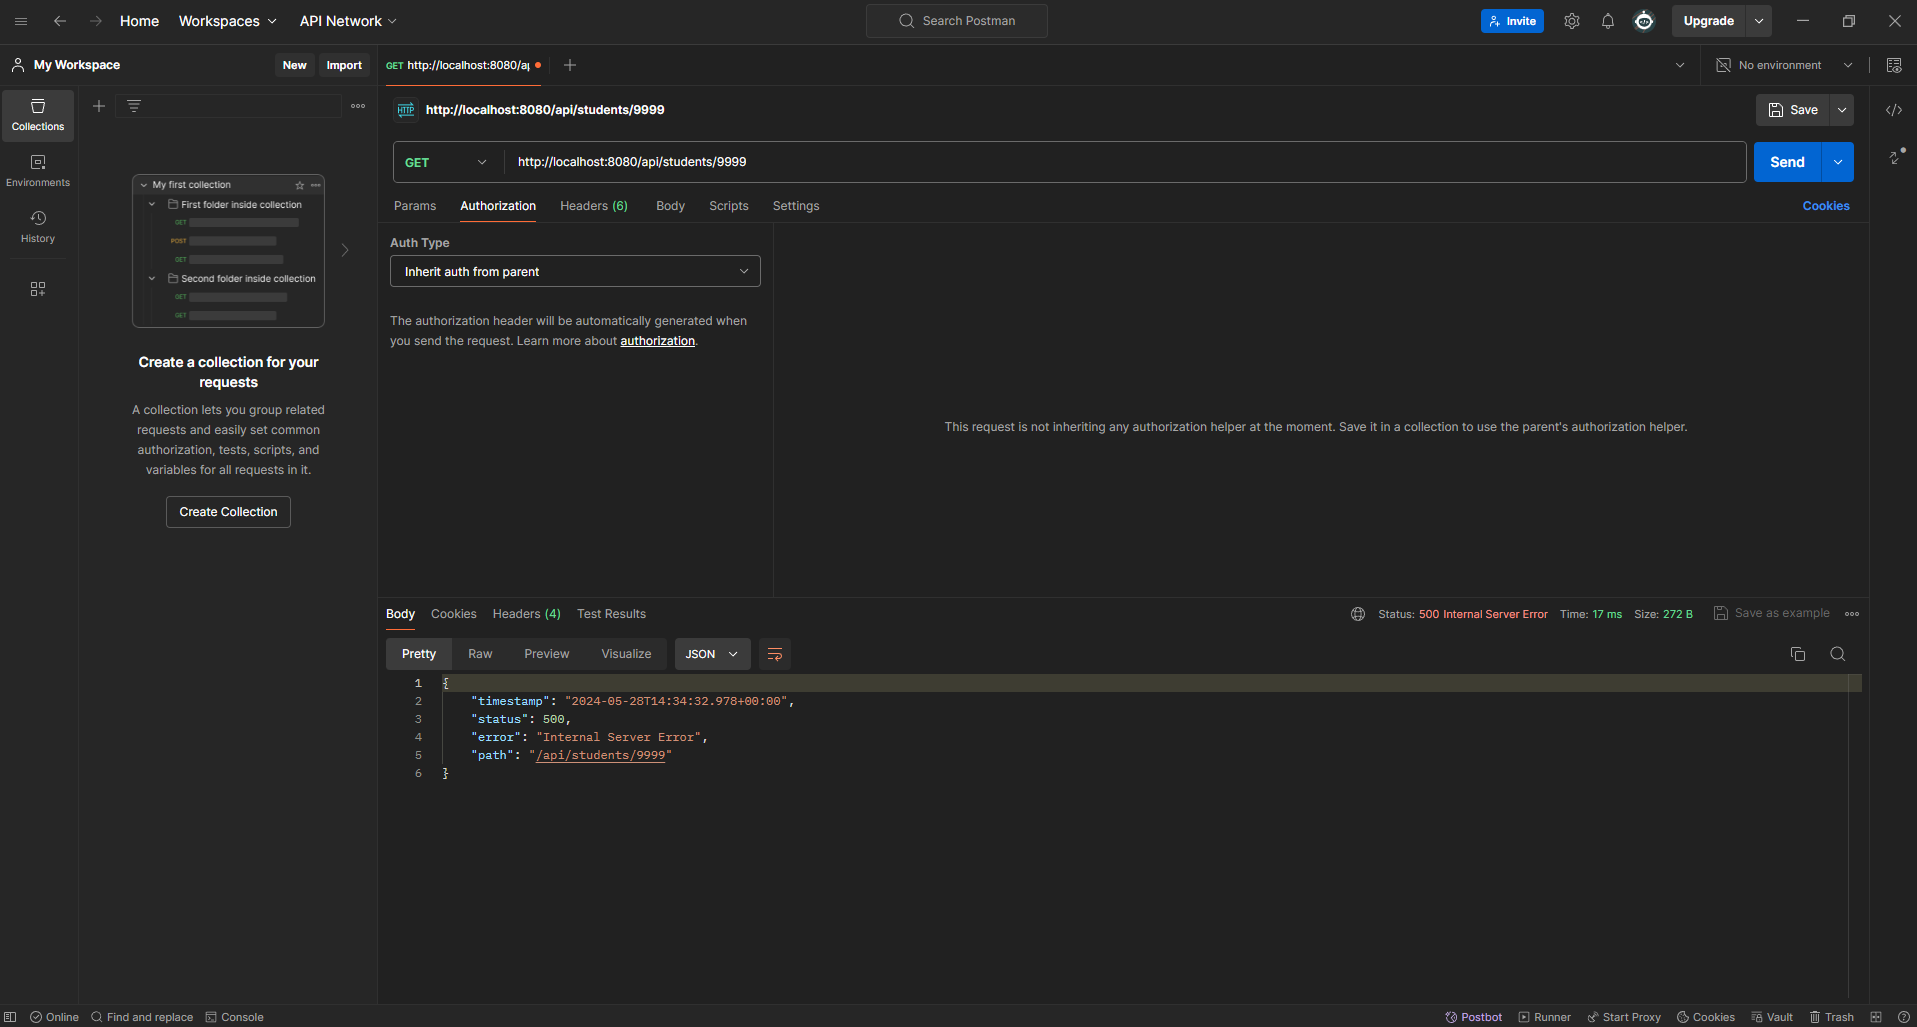 Home Workspaces API Network Search Postman Invite Upgrade
My Workspace New Import GET http://localhost:8080/ap No environment
Collections
Environments
History
My first collection
First folder inside collection
GET
POST
GET
Second folder inside collection
GET
GET
Create a collection for your
requests
A collection lets you group related
requests and easily set common
authorization, tests, scripts, and
variables for all requests in it.
Create Collection
HTTP http://localhost:8080/api/students/9999 Save
GET http://localhost:8080/api/students/9999 Send
Params Authorization Headers (6) Body Scripts Settings Cookies
Auth Type
Inherit auth from parent
The authorization header will be automatically generated when
you send the request. Learn more about authorization.
This request is not inheriting any authorization helper at the moment. Save it in a collection to use the parent's authorization helper.
Body Cookies Headers (4) Test Results Status: 500 Internal Server Error Time: 17 ms Size: 272 B Save as example
Pretty Raw Preview Visualize JSON
1 {
2 "timestamp": "2024-05-28T14:34:32.978+00:00",
3 "status": 500,
4 "error": "Internal Server Error",
5 "path": "/api/students/9999"
6 }
Online Find and replace Console Postbot Runner Start Proxy Cookies Vault Trash